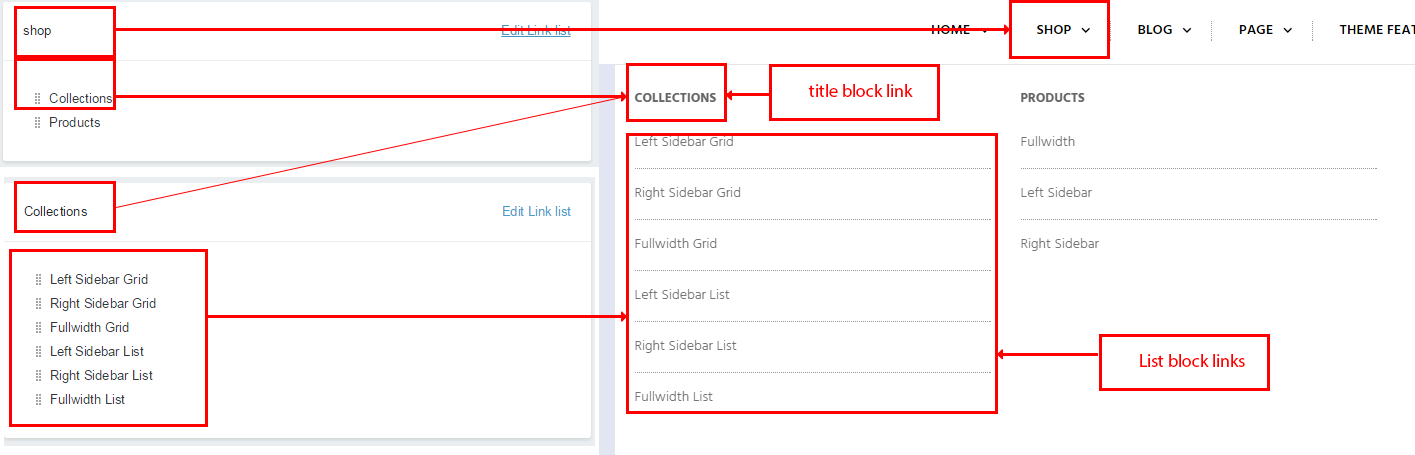 shop
Edit Link list
Collections
Products
Collections
Edit Link list
Left Sidebar Grid
Right Sidebar Grid
Fullwidth Grid
Left Sidebar List
Right Sidebar List
Fullwidth List
HOME SHOP BLOG PAGE THEME FEAT
COLLECTIONS
title block link
Left Sidebar Grid
Right Sidebar Grid
Fullwidth Grid
Left Sidebar List
Right Sidebar List
Fullwidth List
PRODUCTS
Fullwidth
Left Sidebar
Right Sidebar
List block links